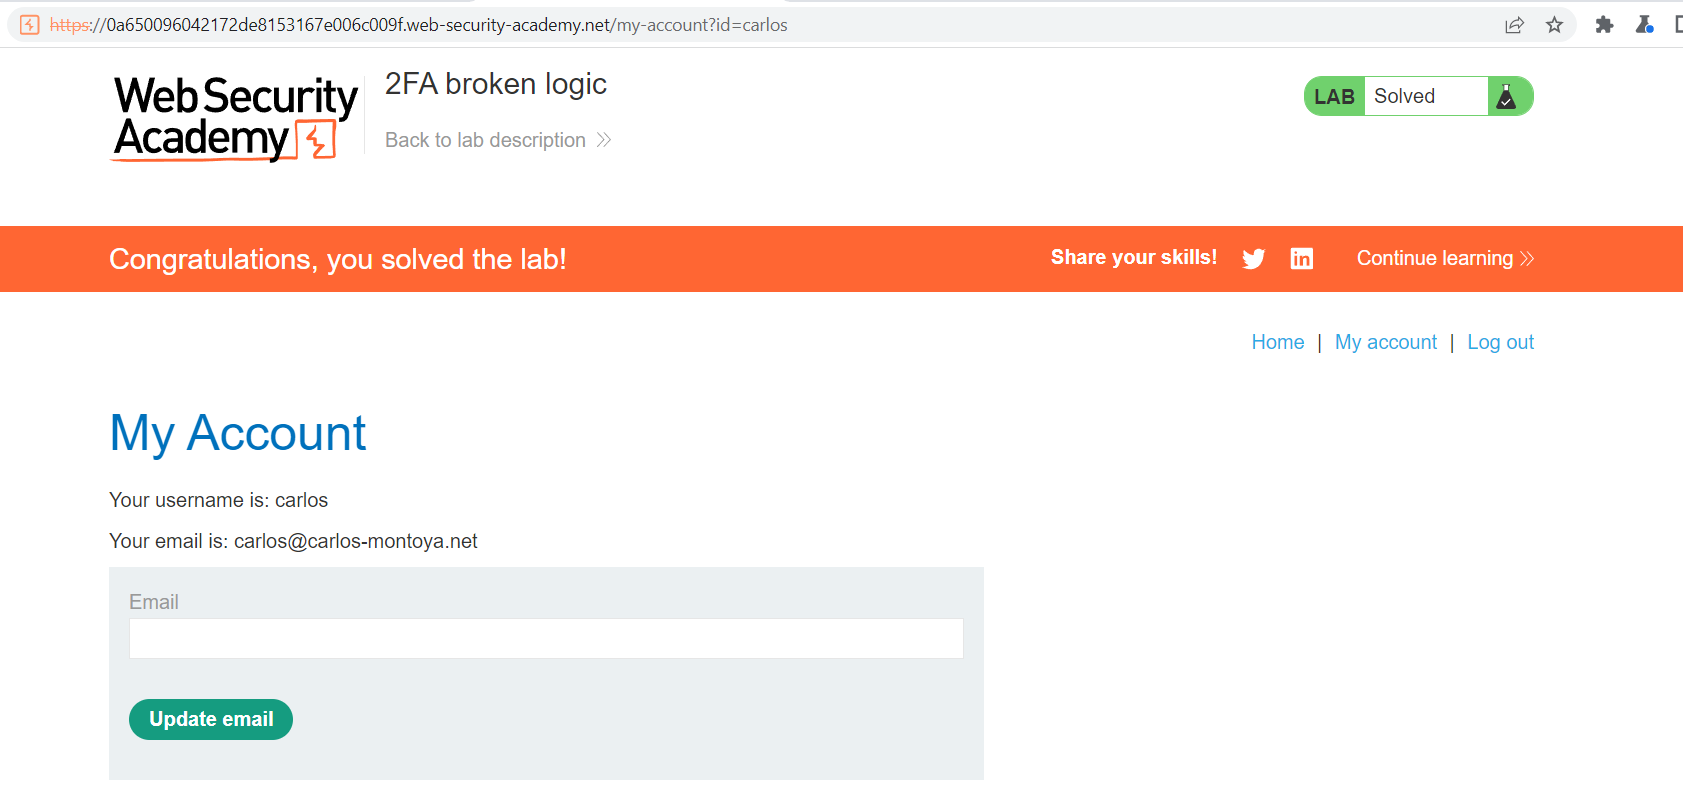 https://0a650096042172de8153167e006c009f.web-security-academy.net/my-account?id=carlos
Web Security
Academy
2FA broken logic
Back to lab description
LAB Solved
Congratulations, you solved the lab!
Share your skills!
Continue learning
Home | My account | Log out
My Account
Your username is: carlos
Your email is: carlos@carlos-montoya.net
Email
Update email